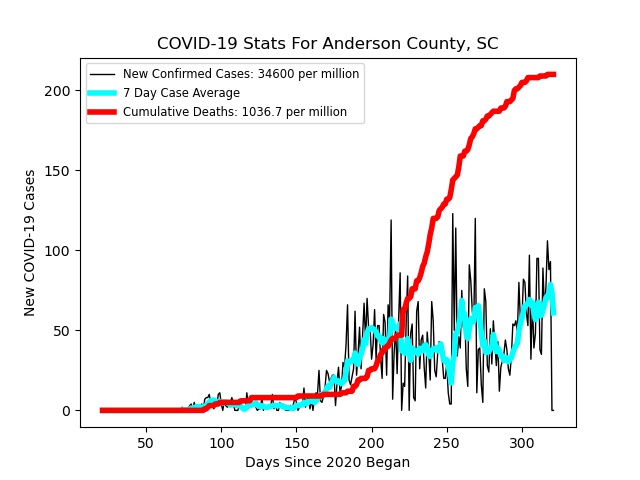 COVID-19 Stats For Anderson County, SC
New Confirmed Cases: 34600 per million
7 Day Case Average
Cumulative Deaths: 1036.7 per million
New COVID-19 Cases
200
150
100
50
0
50 100 150 200 250 300
Days Since 2020 Began